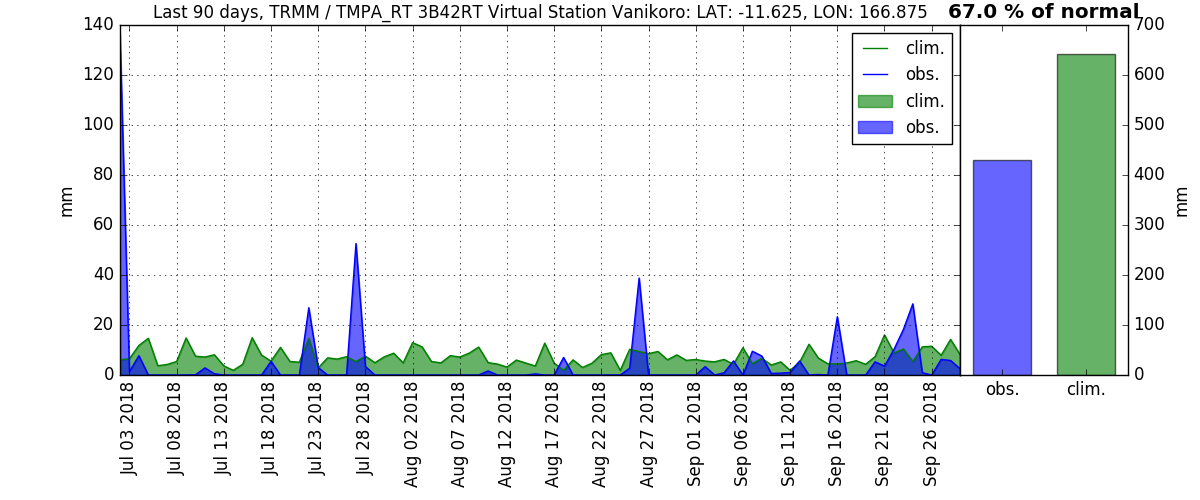 Last 90 days, TRMM / TMPA_RT 3B42RT Virtual Station Vanikoro: LAT: -11.625, LON: 166.875
67.0 % of normal
140
120
100
80
60
40
20
0
mm
clim.
obs.
clim.
obs.
Jul 03 2018
Jul 08 2018
Jul 13 2018
Jul 18 2018
Jul 23 2018
Jul 28 2018
Aug 02 2018
Aug 07 2018
Aug 12 2018
Aug 17 2018
Aug 22 2018
Aug 27 2018
Sep 01 2018
Sep 06 2018
Sep 11 2018
Sep 16 2018
Sep 21 2018
Sep 26 2018
700
600
500
400
300
200
100
0
mm
obs.
clim.